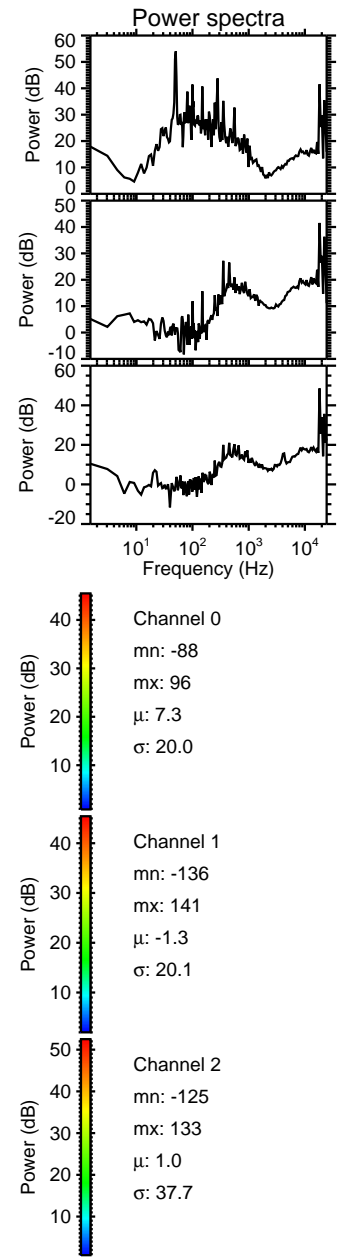 Power spectra
60
50
40
30
20
10
0
Power (dB)
50
40
30
20
10
0
-10
Power (dB)
60
40
20
0
-20
Power (dB)
10¹ 10² 10³ 10⁴
Frequency (Hz)
40
30
20
10
Power (dB)
Channel 0
mn: -88
mx: 96
μ: 7.3
σ: 20.0
40
30
20
10
Power (dB)
Channel 1
mn: -136
mx: 141
μ: -1.3
σ: 20.1
50
40
30
20
10
Power (dB)
Channel 2
mn: -125
mx: 133
μ: 1.0
σ: 37.7